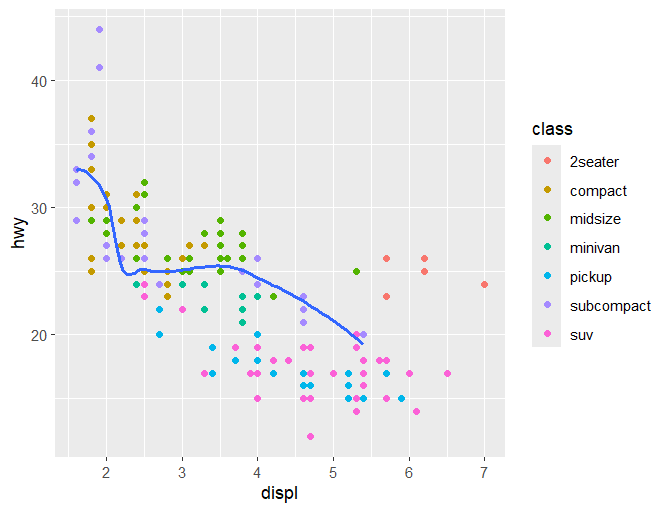 40
30
20
hwy
2
3
4
5
6
7
displ
class
2seater
compact
midsize
minivan
pickup
subcompact
suv